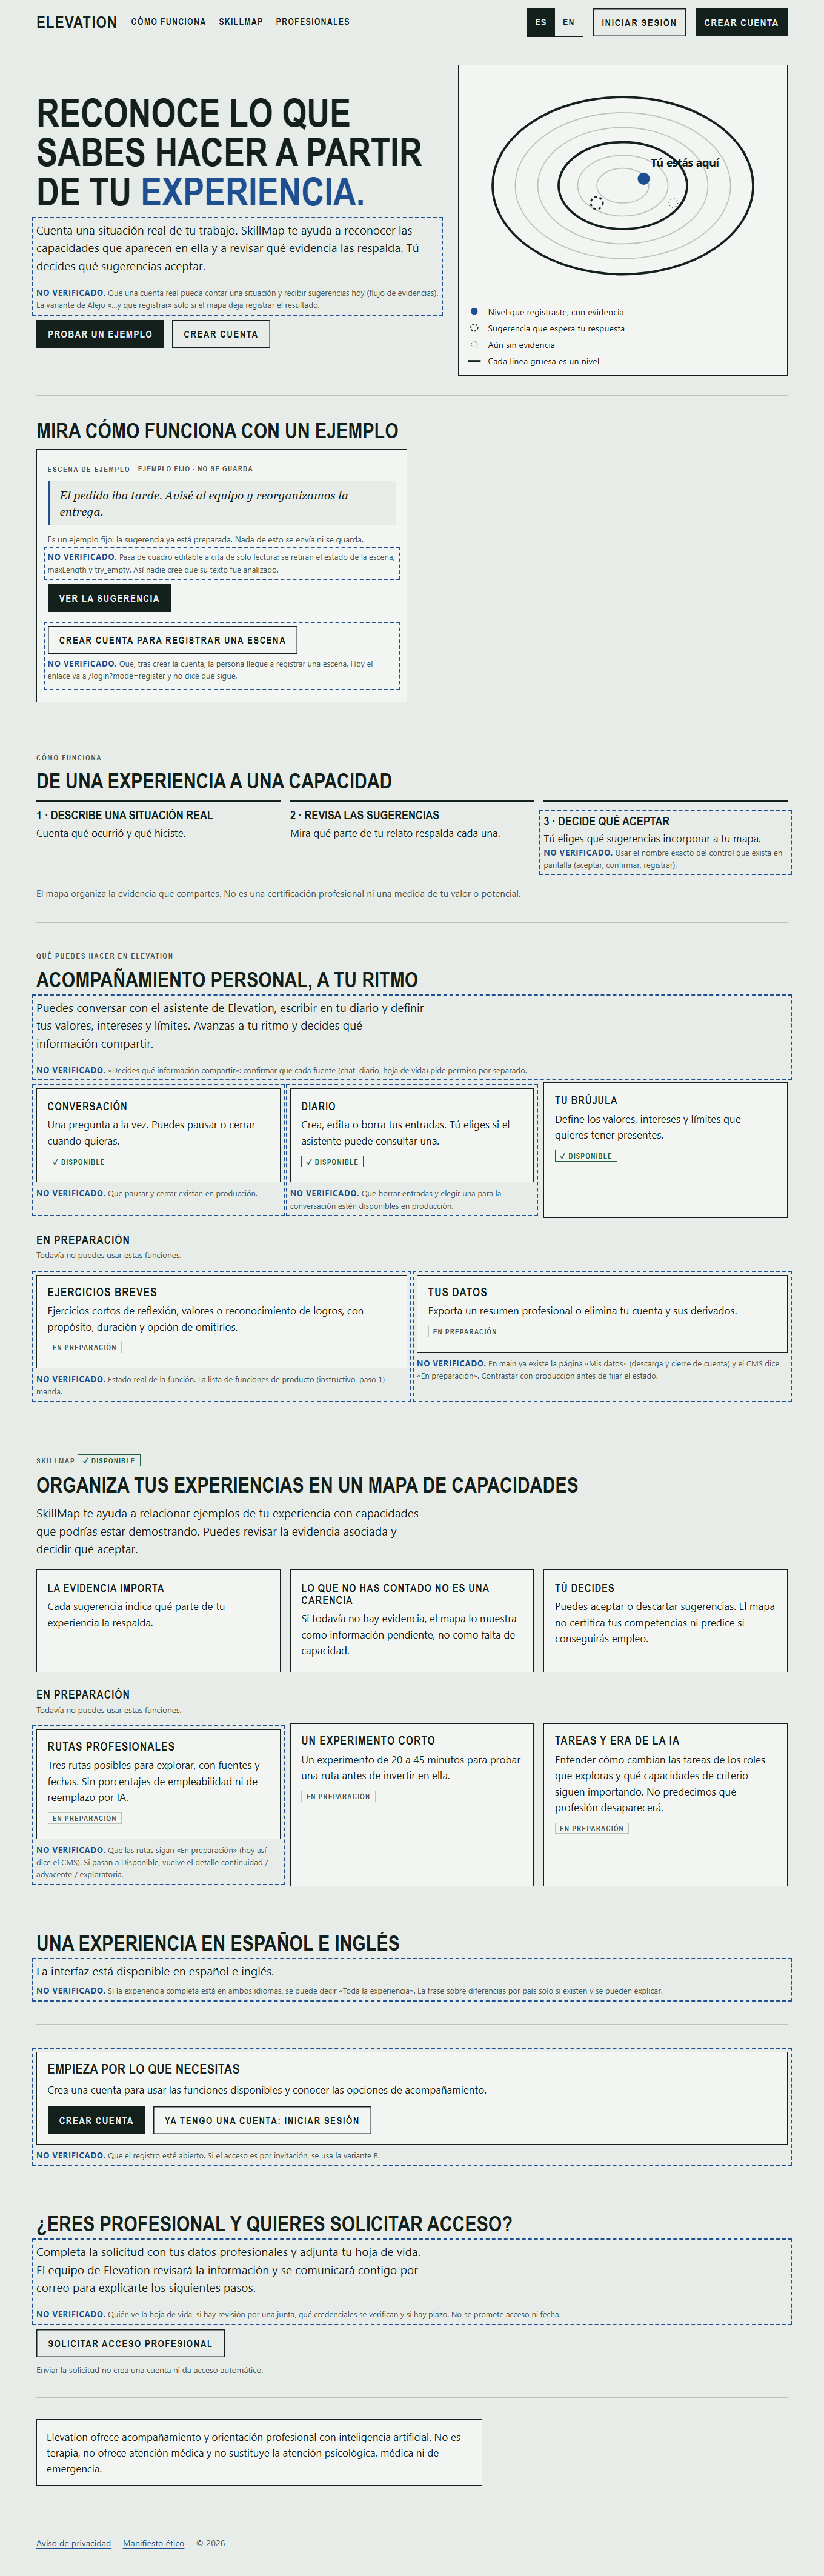 ELEVATION
CÓMO FUNCIONA
SKILLMAP
PROFESIONALES
ES
EN
INICIAR SESIÓN
CREAR CUENTA
RECONOCE LO QUE
SABES HACER A PARTIR
DE TU EXPERIENCIA.
Cuenta una situación real de tu trabajo. SkillMap te ayuda a reconocer las
capacidades que aparecen en ella y a revisar qué evidencia las respalda. Tú
decides qué sugerencias aceptar.
NO VERIFICADO. Que una cuenta real pueda contar una situación y recibir sugerencias hoy (flujo de evidencias).
La variante de Alejo «...y qué registrar» solo si el mapa deja registrar el resultado.
PROBAR UN EJEMPLO
CREAR CUENTA
Tú estás aquí
Nivel que registraste, con evidencia
Sugerencia que espera tu respuesta
Aún sin evidencia
Cada línea gruesa es un nivel
MIRA CÓMO FUNCIONA CON UN EJEMPLO
ESCENA DE EJEMPLO
EJEMPLO FIJO · NO SE GUARDA
El pedido iba tarde. Avisé al equipo y reorganizamos la
entrega.
Es un ejemplo fijo: la sugerencia ya está preparada. Nada de esto se envía ni se guarda.
NO VERIFICADO. Pasa de cuadro editable a cita de solo lectura: se retiran el estado de la escena,
maxLength y try_empty. Así nadie cree que su texto fue analizado.
VER LA SUGERENCIA
CREAR CUENTA PARA REGISTRAR UNA ESCENA
NO VERIFICADO. Que, tras crear la cuenta, la persona llegue a registrar una escena. Hoy el
enlace va a /login?mode=register y no dice qué sigue.
CÓMO FUNCIONA
DE UNA EXPERIENCIA A UNA CAPACIDAD
1 · DESCRIBE UNA SITUACIÓN REAL
Cuenta qué ocurrió y qué hiciste.
2 · REVISA LAS SUGERENCIAS
Mira qué parte de tu relato respalda cada una.
3 · DECIDE QUÉ ACEPTAR
Tú eliges qué sugerencias incorporar a tu mapa.
NO VERIFICADO. Usar el nombre exacto del control que exista en
pantalla (aceptar, confirmar, registrar).
El mapa organiza la evidencia que compartes. No es una certificación profesional ni una medida de tu valor o potencial.
QUÉ PUEDES HACER EN ELEVATION
ACOMPAÑAMIENTO PERSONAL, A TU RITMO
Puedes conversar con el asistente de Elevation, escribir en tu diario y definir
tus valores, intereses y límites. Avanzas a tu ritmo y decides qué
información compartir.
NO VERIFICADO. «Decides qué información compartir»: confirmar que cada fuente (chat, diario, hoja de vida) pide permiso por separado.
CONVERSACIÓN
Una pregunta a la vez. Puedes pausar o cerrar
cuando quieras.
✓ DISPONIBLE
NO VERIFICADO. Que pausar y cerrar existan en producción.
DIARIO
Crea, edita o borra tus entradas. Tú eliges si el
asistente puede consultar una.
✓ DISPONIBLE
NO VERIFICADO. Que borrar entradas y elegir una para la
conversación estén disponibles en producción.
TU BRÚJULA
Define los valores, intereses y límites que
quieres tener presentes.
✓ DISPONIBLE
EN PREPARACIÓN
Todavía no puedes usar estas funciones.
EJERCICIOS BREVES
Ejercicios cortos de reflexión, valores o reconocimiento de logros, con
propósito, duración y opción de omitirlos.
EN PREPARACIÓN
NO VERIFICADO. Estado real de la función. La lista de funciones de producto (instructivo, paso 1)
manda.
TUS DATOS
Exporta un resumen profesional o elimina tu cuenta y sus derivados.
EN PREPARACIÓN
NO VERIFICADO. En main ya existe la página «Mis datos» (descarga y cierre de cuenta) y el CMS dice
«En preparación». Contrastar con producción antes de fijar el estado.
SKILLMAP
✓ DISPONIBLE
ORGANIZA TUS EXPERIENCIAS EN UN MAPA DE CAPACIDADES
SkillMap te ayuda a relacionar ejemplos de tu experiencia con capacidades
que podrías estar demostrando. Puedes revisar la evidencia asociada y
decidir qué aceptar.
LA EVIDENCIA IMPORTA
Cada sugerencia indica qué parte de tu
experiencia la respalda.
LO QUE NO HAS CONTADO NO ES UNA
CARENCIA
Si todavía no hay evidencia, el mapa lo muestra
como información pendiente, no como falta de
capacidad.
TÚ DECIDES
Puedes aceptar o descartar sugerencias. El mapa
no certifica tus competencias ni predice si
conseguirás empleo.
EN PREPARACIÓN
Todavía no puedes usar estas funciones.
RUTAS PROFESIONALES
Tres rutas posibles para explorar, con fuentes y
fechas. Sin porcentajes de empleabilidad ni de
reemplazo por IA.
EN PREPARACIÓN
NO VERIFICADO. Que las rutas sigan «En preparación» (hoy así
dice el CMS). Si pasan a Disponible, vuelve el detalle continuidad /
adyacente / exploratoria.
UN EXPERIMENTO CORTO
Un experimento de 20 a 45 minutos para probar
una ruta antes de invertir en ella.
EN PREPARACIÓN
TAREAS Y ERA DE LA IA
Entender cómo cambian las tareas de los roles
que exploras y qué capacidades de criterio
siguen importando. No predecimos qué
profesión desaparecerá.
EN PREPARACIÓN
UNA EXPERIENCIA EN ESPAÑOL E INGLÉS
La interfaz está disponible en español e inglés.
NO VERIFICADO. Si la experiencia completa está en ambos idiomas, se puede decir «Toda la experiencia». La frase sobre diferencias por país solo si existen y se pueden explicar.
EMPIEZA POR LO QUE NECESITAS
Crea una cuenta para usar las funciones disponibles y conocer las opciones de acompañamiento.
CREAR CUENTA
YA TENGO UNA CUENTA: INICIAR SESIÓN
NO VERIFICADO. Que el registro esté abierto. Si el acceso es por invitación, se usa la variante B.
¿ERES PROFESIONAL Y QUIERES SOLICITAR ACCESO?
Completa la solicitud con tus datos profesionales y adjunta tu hoja de vida.
El equipo de Elevation revisará la información y se comunicará contigo por
correo para explicarte los siguientes pasos.
NO VERIFICADO. Quién ve la hoja de vida, si hay revisión por una junta, qué credenciales se verifican y si hay plazo. No se promete acceso ni fecha.
SOLICITAR ACCESO PROFESIONAL
Enviar la solicitud no crea una cuenta ni da acceso automático.
Elevation ofrece acompañamiento y orientación profesional con inteligencia artificial. No es
terapia, no ofrece atención médica y no sustituye la atención psicológica, médica ni de
emergencia.
Aviso de privacidad
Manifiesto ético
© 2026